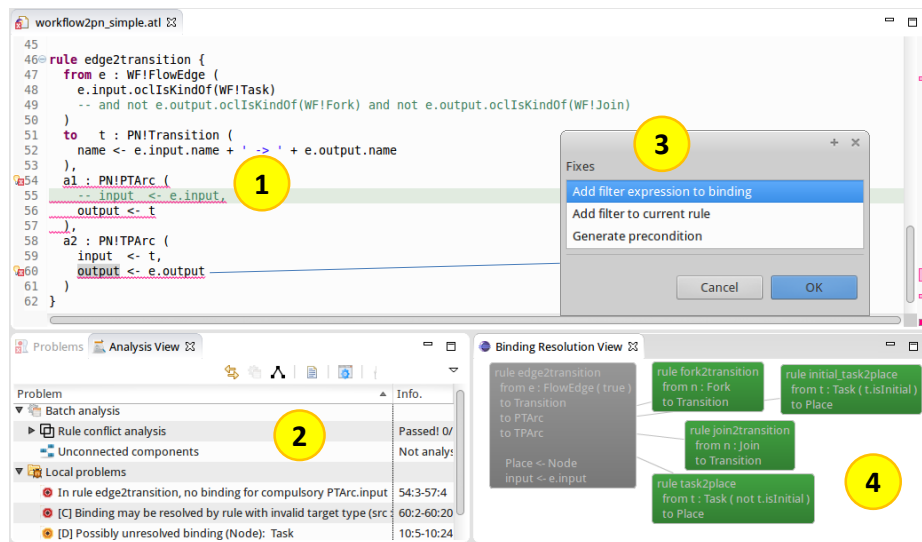 workflow2pn_simple.atl
45
46 rule edge2transition {
47 from e : WF!FlowEdge (
48 e.input.oclIsKindOf(WF!Task)
49 -- and not e.output.oclIsKindOf(WF!Fork) and not e.output.oclIsKindOf(WF!Join)
50 )
51 to t : PN!Transition (
52 name <- e.input.name + ' -> ' + e.output.name
53 ),
54 a1 : PN!PTArc (
55 -- input <- e.input,
56 output <- t
57 ),
58 a2 : PN!TPArc (
59 input <- t,
60 output <- e.output
61 )
62 }
1
3
Fixes
Add filter expression to binding
Add filter to current rule
Generate precondition
Cancel OK
Problems Analysis View
Problem Info.
Batch analysis
Rule conflict analysis Passed! 0/
Unconnected components Not analys
Local problems
In rule edge2transition, no binding for compulsory PTArc.input 54:3-57:4
[C] Binding may be resolved by rule with invalid target type (src : 60:2-60:20
[D] Possibly unresolved binding (Node): Task 10:5-10:24
2
Binding Resolution View
rule edge2transition
from e : FlowEdge ( true )
to Transition
to PTArc
to TPArc
Place <- Node
input <- e.input
rule fork2transition
from n : Fork
to Transition
rule initial_task2place
from t : Task ( t.isInitial )
to Place
rule join2transition
from n : Join
to Transition
rule task2place
from t : Task ( not t.isInitial )
to Place
4